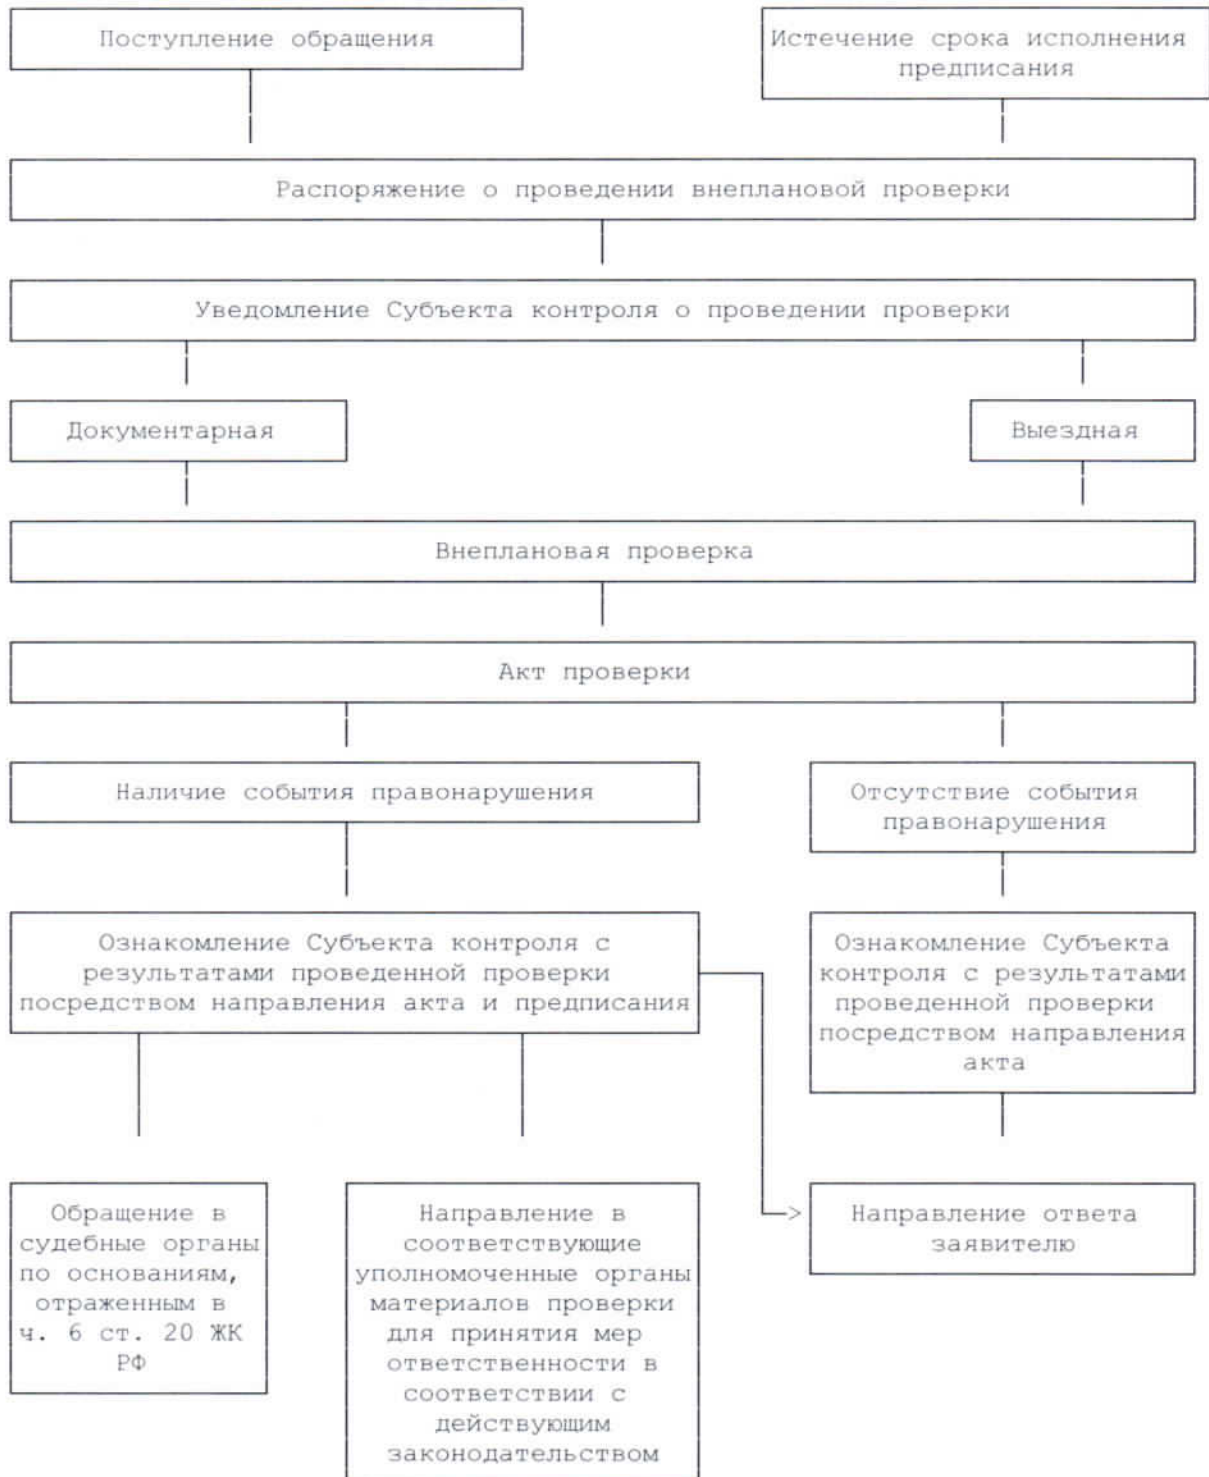 Поступление обращения
Истечение срока исполнения
предписания
Распоряжение о проведении внеплановой проверки
Уведомление Субъекта контроля о проведении проверки
Документарная
Выездная
Внеплановая проверка
Акт проверки
Наличие события правонарушения
Отсутствие события
правонарушения
Ознакомление Субъекта контроля с
результатами проведенной проверки
посредством направления акта и предписания
Ознакомление Субъекта
контроля с результатами
проведенной проверки
посредством направления
акта
Обращение в
судебные органы
по основаниям,
отраженным в
ч. 6 ст. 20 ЖК
РФ
Направление в
соответствующие
уполномоченные органы
материалов проверки
для принятия мер
ответственности в
соответствии с
действующим
законодательством
Направление ответа
заявителю